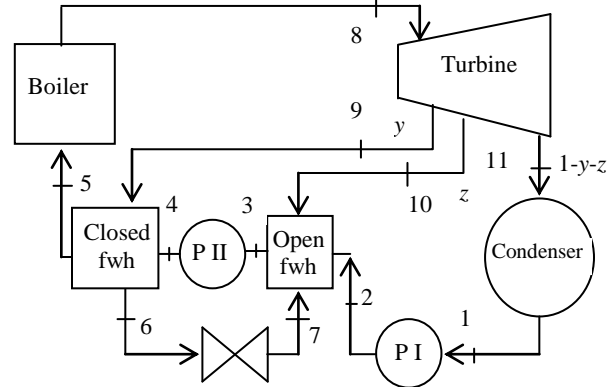 8
Turbine
Boiler
9
y
11
1-y-z
10
z
5
4
3
Closed
fwh
P II
Open
fwh
Condenser
2
1
6
7
P I